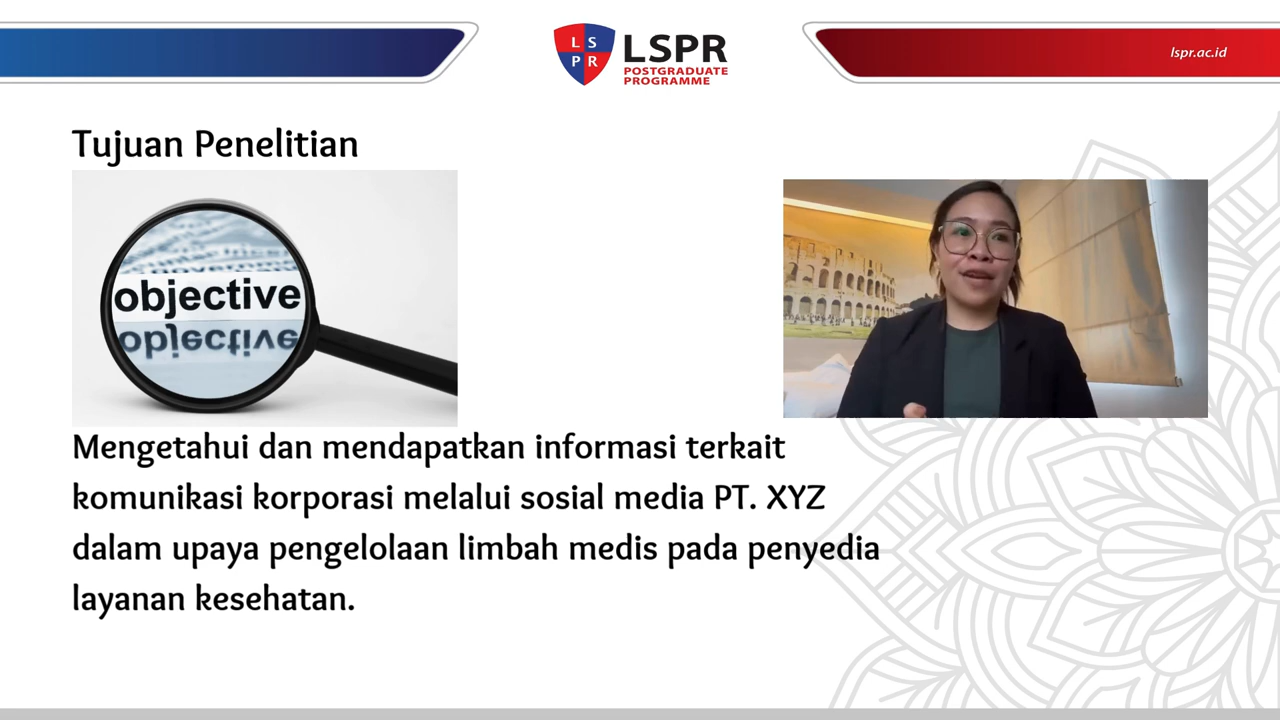 L S
P R
LSPR
POSTGRADUATE
PROGRAMME
lspr.ac.id
Tujuan Penelitian
objective
objective
Mengetahui dan mendapatkan informasi terkait
komunikasi korporasi melalui sosial media PT. XYZ
dalam upaya pengelolaan limbah medis pada penyedia
layanan kesehatan.